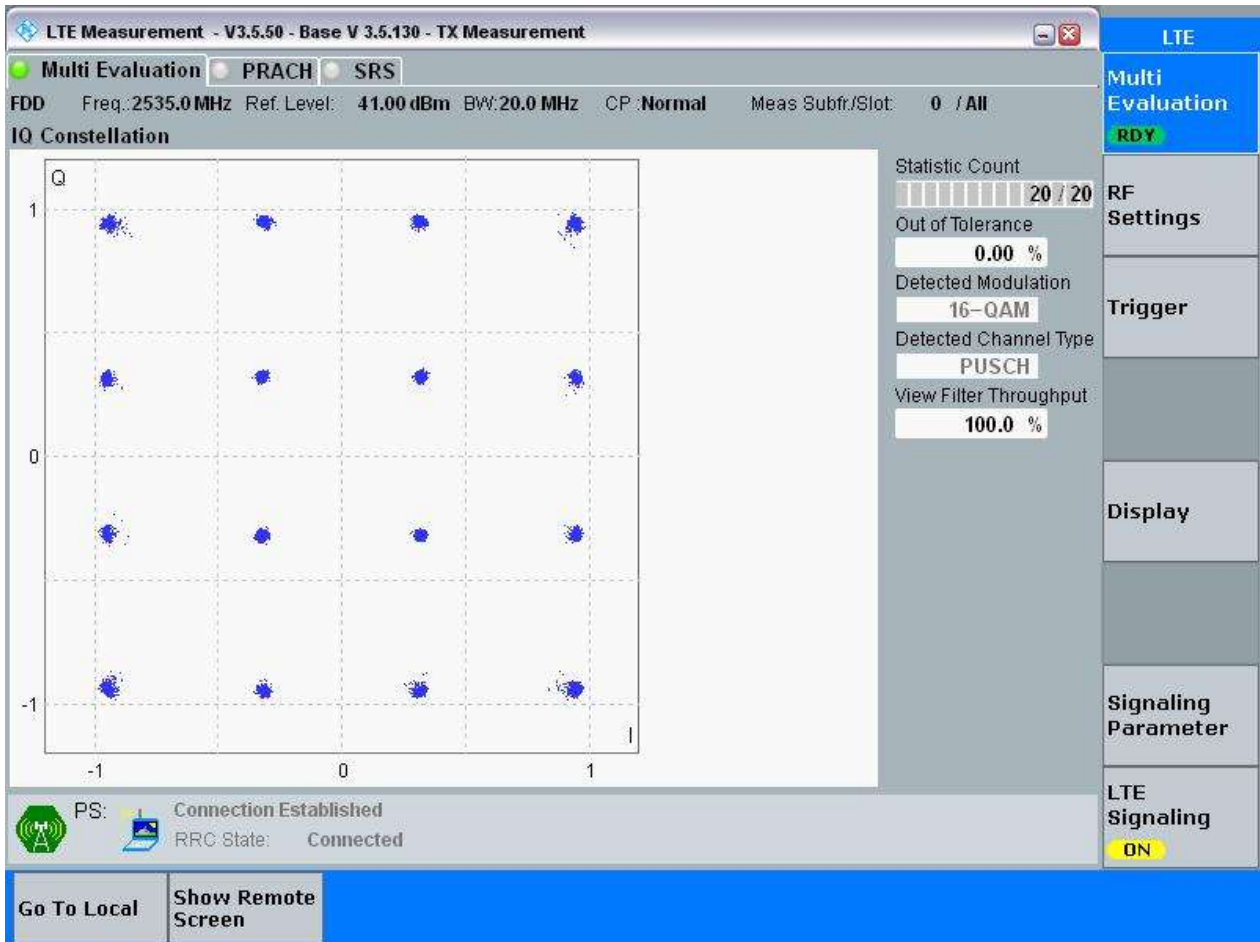 LTE Measurement - V3.5.50 - Base V 3.5.130 - TX Measurement
LTE
Multi Evaluation PRACH SRS
Multi
Evaluation
RDY
FDD Freq.:2535.0 MHz Ref. Level: 41.00 dBm BW:20.0 MHz CP :Normal Meas Subfr./Slot: 0 / All
IQ Constellation
Q
1
0
-1
-1 0 1
I
Statistic Count
20 / 20
Out of Tolerance
0.00 %
Detected Modulation
16-QAM
Detected Channel Type
PUSCH
View Filter Throughput
100.0 %
RF
Settings
Trigger
Display
Signaling
Parameter
LTE
Signaling
ON
PS: Connection Established
RRC State: Connected
Go To Local
Show Remote
Screen